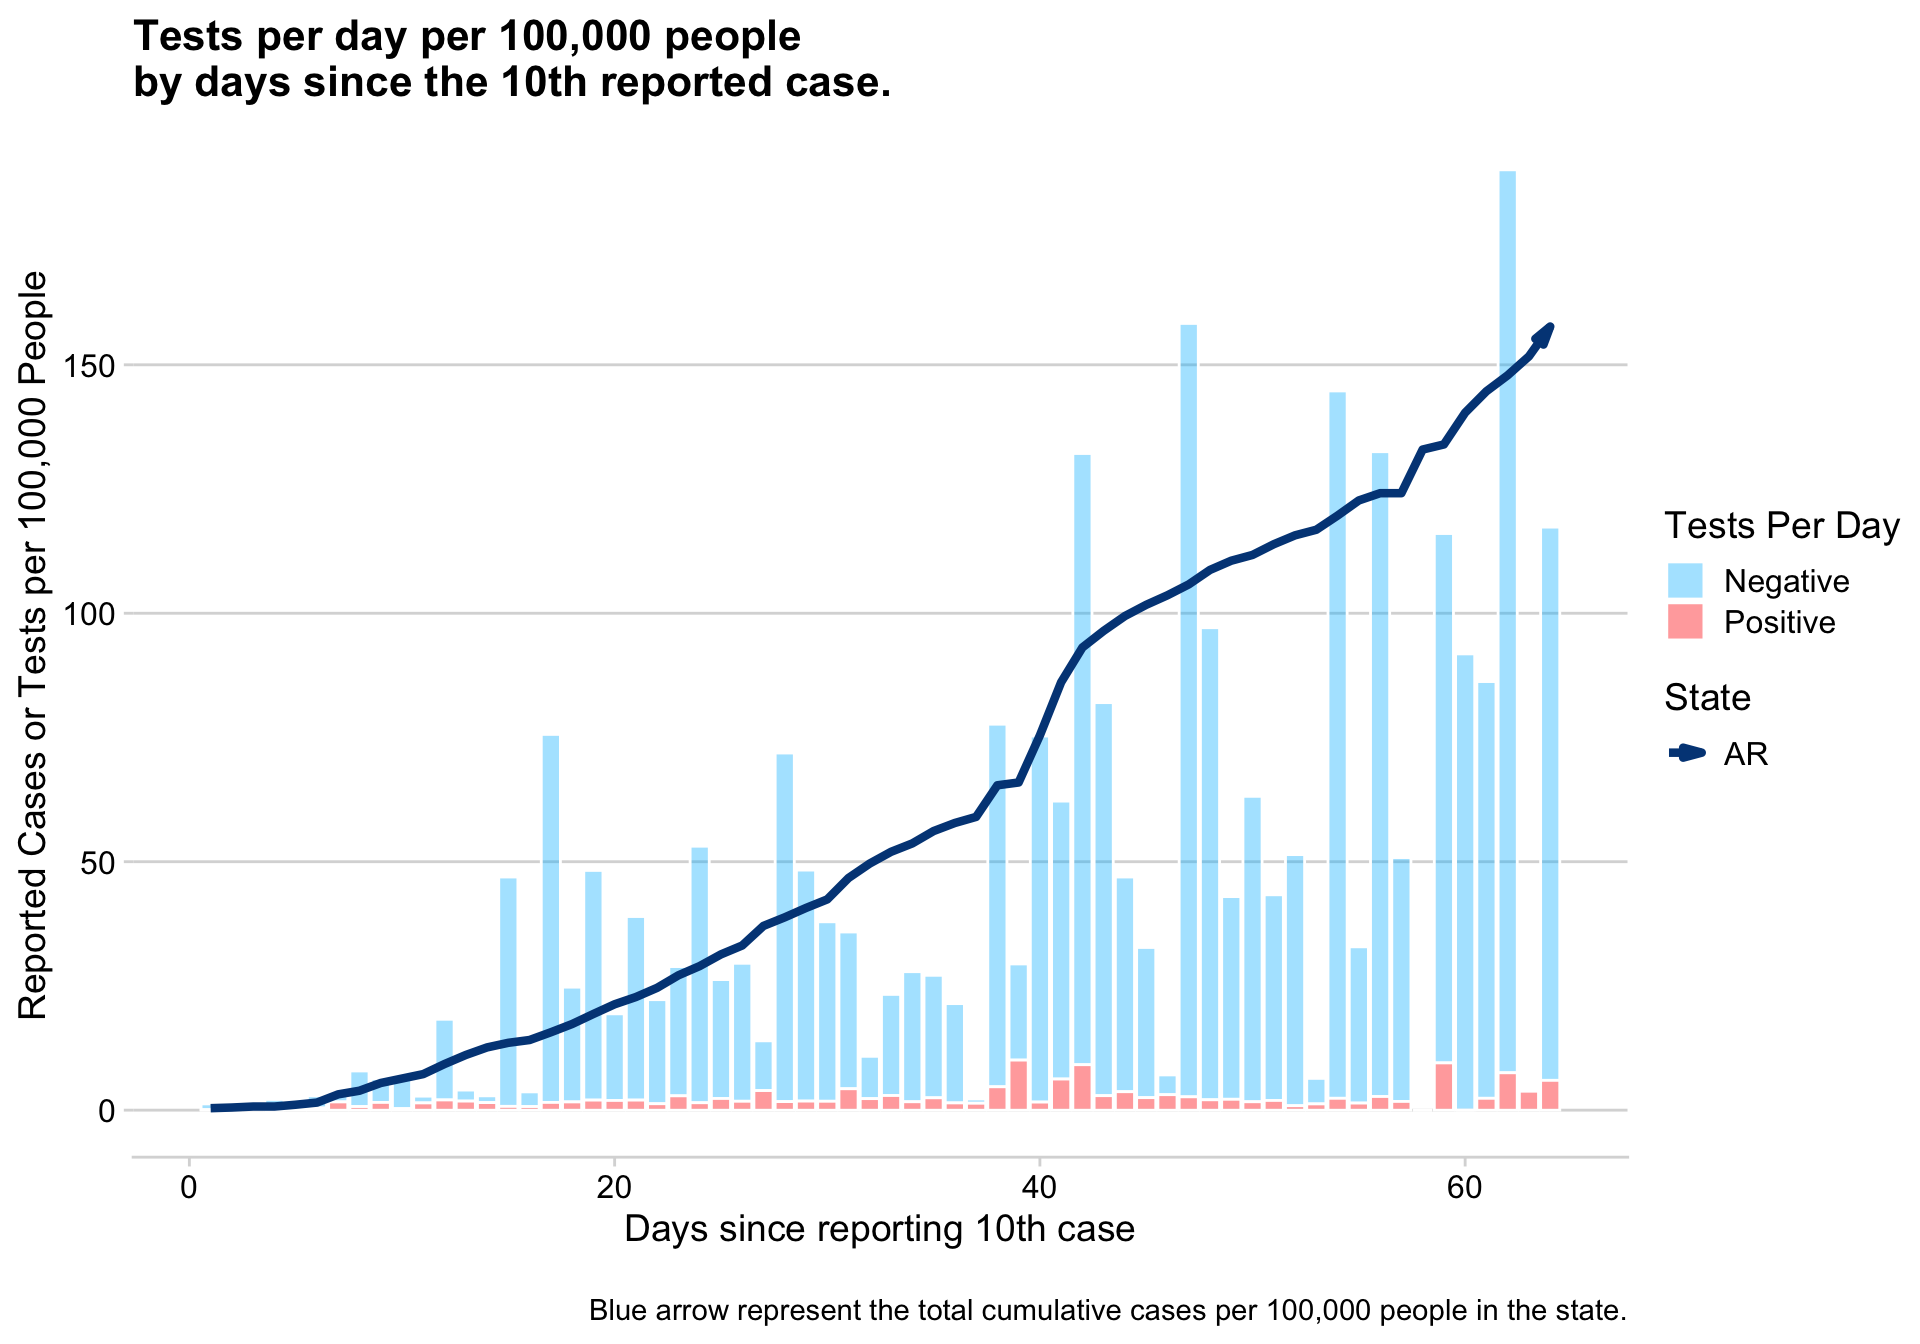 Tests per day per 100,000 people
by days since the 10th reported case.
Reported Cases or Tests per 100,000 People
150
100
50
0
0
20
40
60
Days since reporting 10th case
Tests Per Day
Negative
Positive
State
AR
Blue arrow represent the total cumulative cases per 100,000 people in the state.